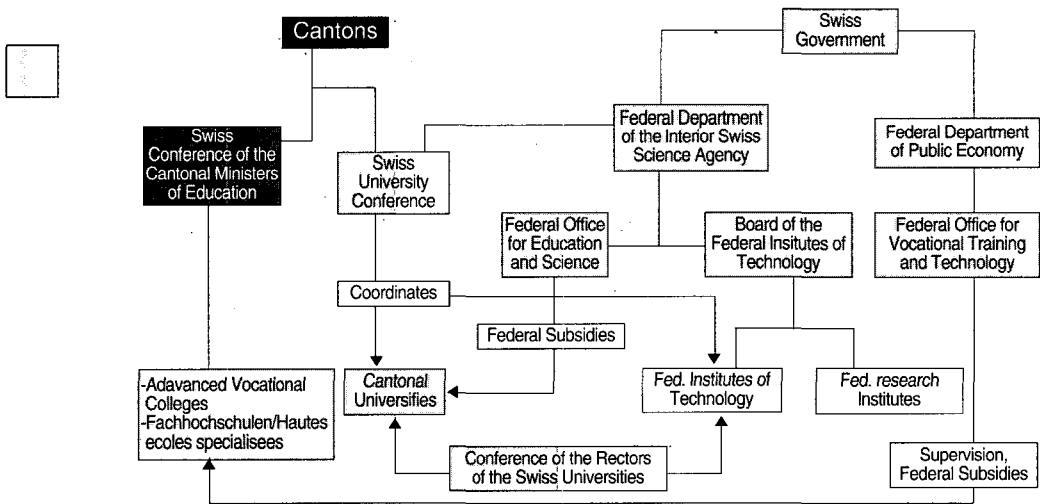 Cantons
Swiss
Government
Swiss
Conference of the
Cantonal Ministers
of Education
Swiss
University
Conference
Federal Department
of the Interior Swiss
Science Agency
Federal Department
of Public Economy
Federal Office
for Education
and Science
Board of the
Federal Insitutes of
Technology
Federal Office for
Vocational Training
and Technology
Coordinates
Federal Subsidies
-Adavanced Vocational
Colleges
-Fachhochschulen/Hautes
ecoles specialisees
Cantonal
Universifies
Fed. Institutes of
Technology
Fed. research
Institutes
Conference of the Rectors
of the Swiss Universities
Supervision,
Federal Subsidies